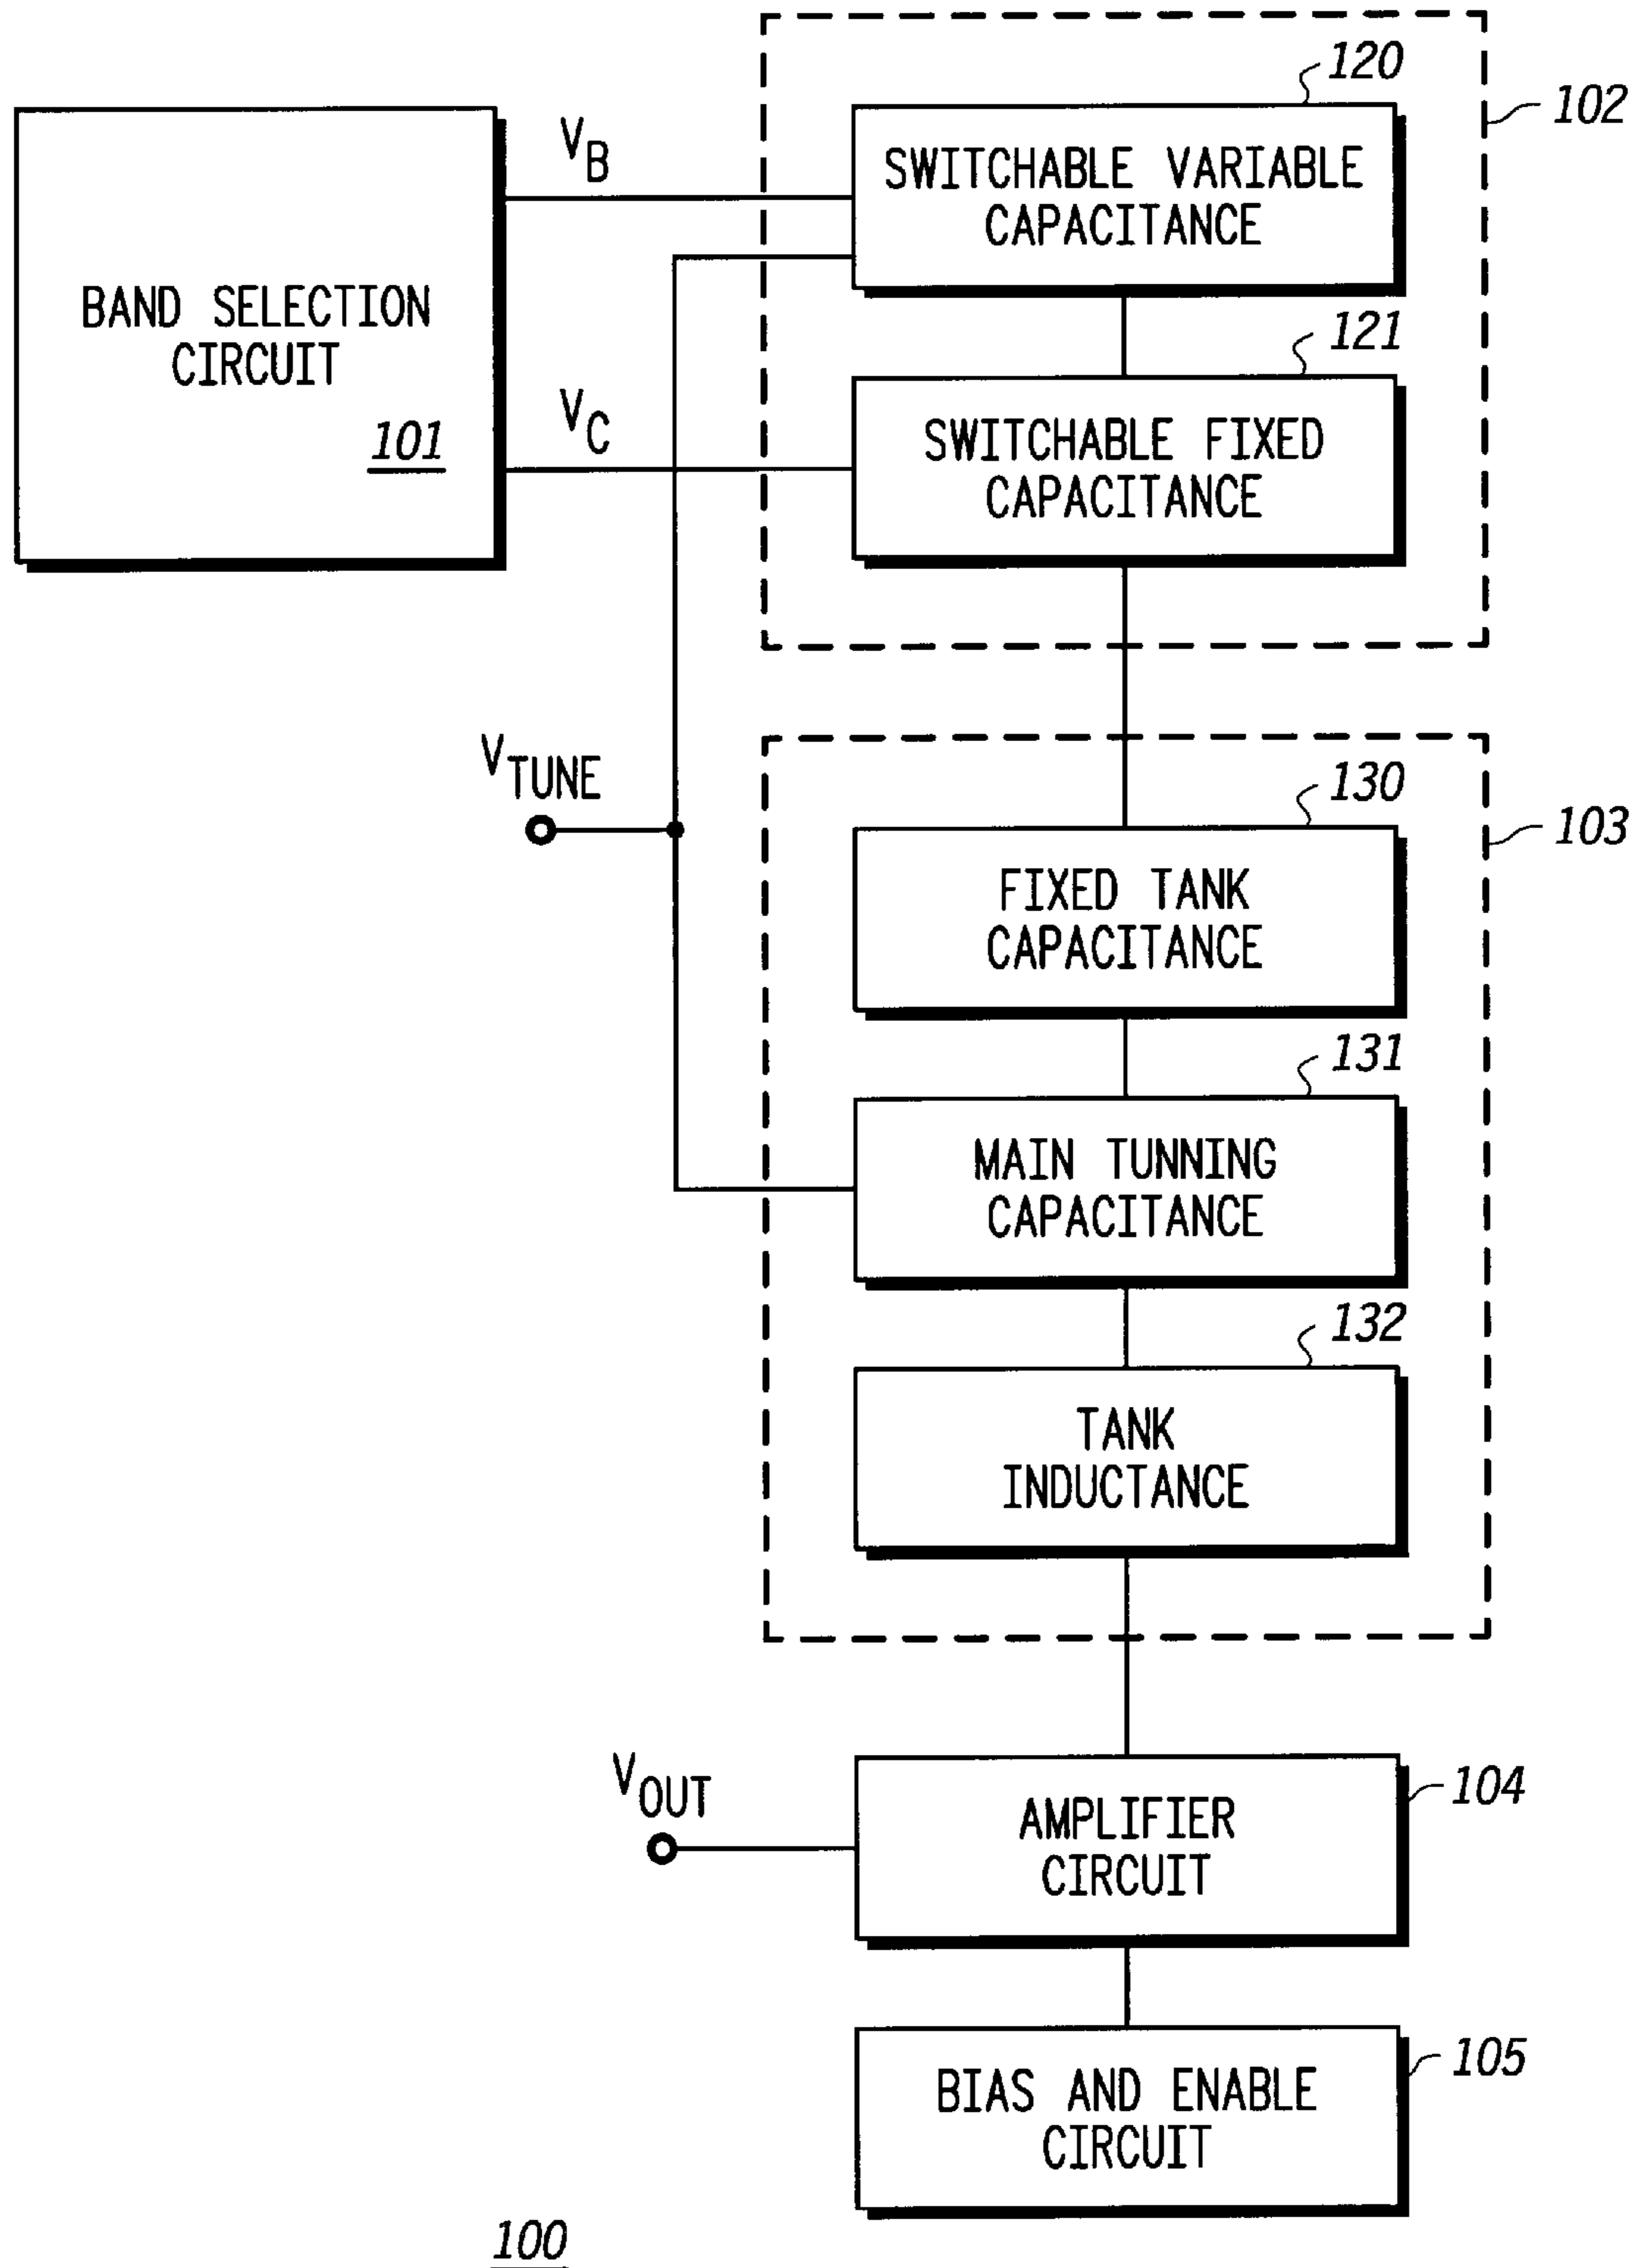 120
102
SWITCHABLE VARIABLE
CAPACITANCE
VB
BAND SELECTION
CIRCUIT
101
121
VC
SWITCHABLE FIXED
CAPACITANCE
VTUNE
130
103
FIXED TANK
CAPACITANCE
131
MAIN TUNNING
CAPACITANCE
132
TANK
INDUCTANCE
VOUT
104
AMPLIFIER
CIRCUIT
105
BIAS AND ENABLE
CIRCUIT
100